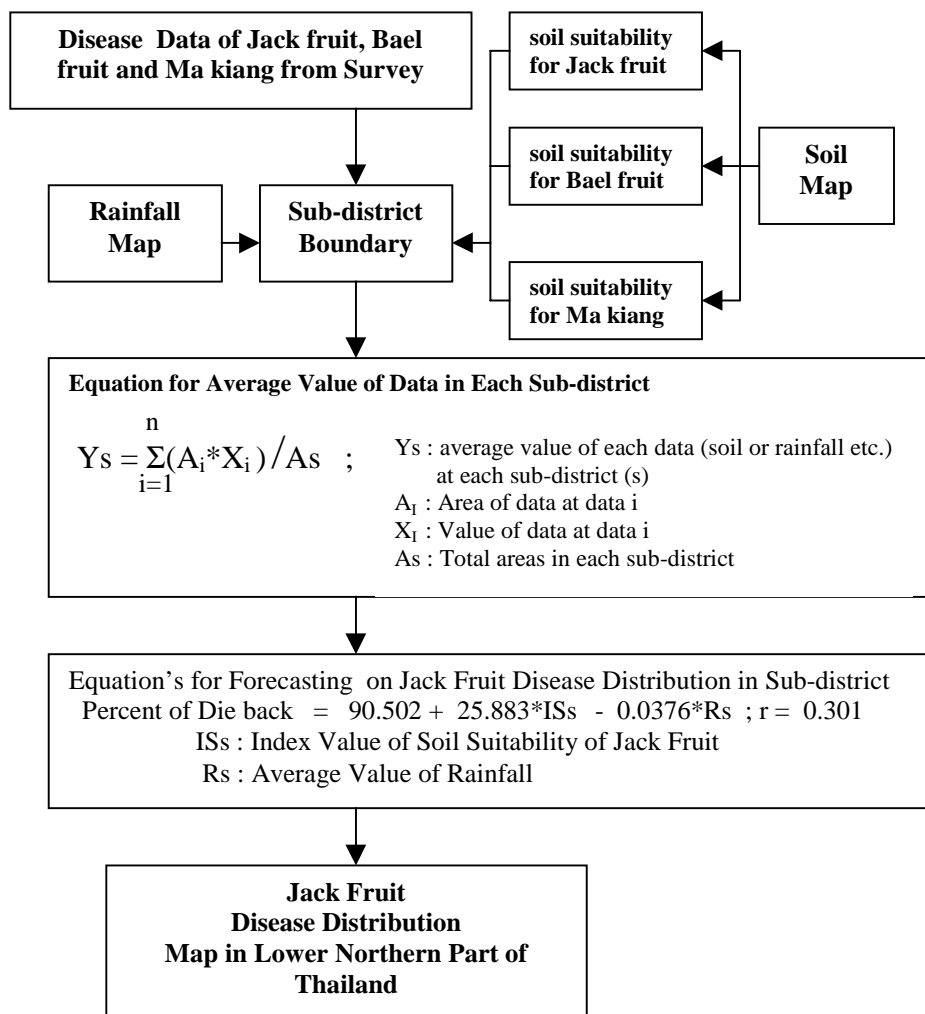 Disease Data of Jack fruit, Bael
fruit and Ma kiang from Survey
soil suitability
for Jack fruit
soil suitability
for Bael fruit
Soil
Map
Rainfall
Map
Sub-district
Boundary
soil suitability
for Ma kiang
Equation for Average Value of Data in Each Sub-district
n
Ys = Σ(Aᵢ*Xᵢ) / As ;
i=1
Ys : average value of each data (soil or rainfall etc.)
at each sub-district (s)
A_I : Area of data at data i
X_I : Value of data at data i
As : Total areas in each sub-district
Equation's for Forecasting on Jack Fruit Disease Distribution in Sub-district
Percent of Die back = 90.502 + 25.883*ISs - 0.0376*Rs ; r = 0.301
ISs : Index Value of Soil Suitability of Jack Fruit
Rs : Average Value of Rainfall
Jack Fruit
Disease Distribution
Map in Lower Northern Part of
Thailand